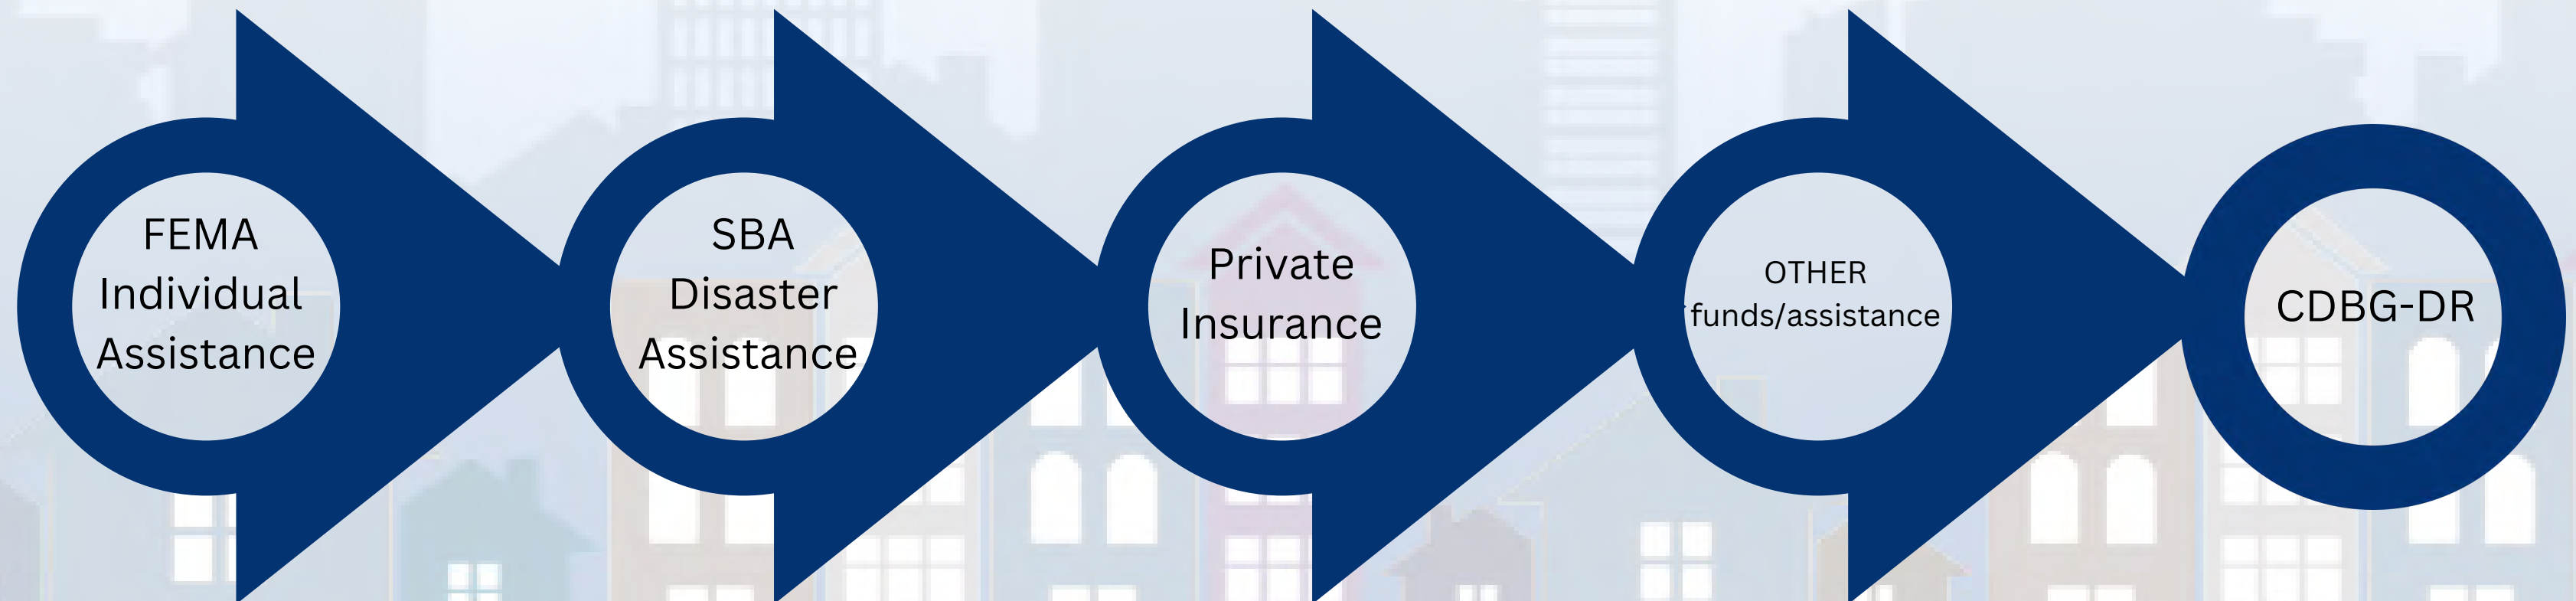 FEMA
Individual
Assistance
SBA
Disaster
Assistance
Private
Insurance
OTHER
funds/assistance
CDBG-DR